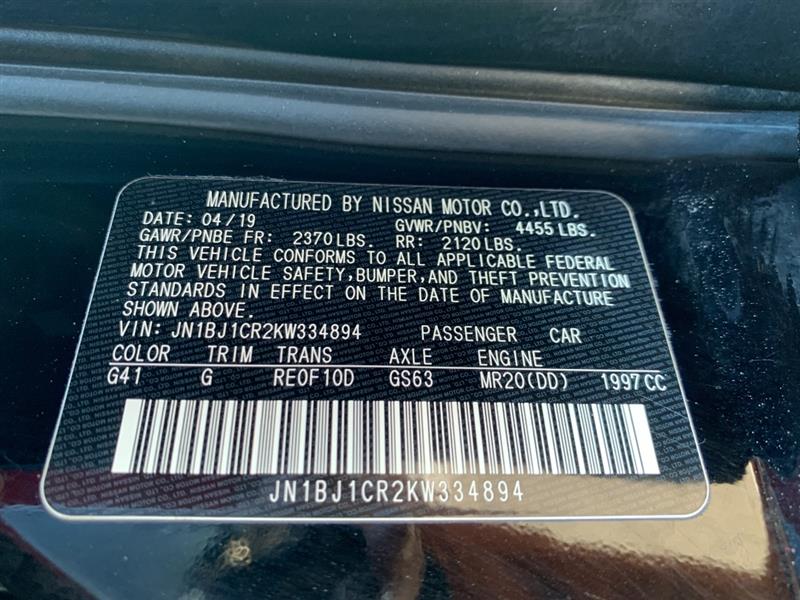 MANUFACTURED BY NISSAN MOTOR CO.,LTD.
DATE: 04/19 GVWR/PNBV: 4455 LBS.
GAWR/PNBE FR: 2370 LBS. RR: 2120 LBS.
THIS VEHICLE CONFORMS TO ALL APPLICABLE FEDERAL
MOTOR VEHICLE SAFETY, BUMPER, AND THEFT PREVENTION
STANDARDS IN EFFECT ON THE DATE OF MANUFACTURE
SHOWN ABOVE.
VIN: JN1BJ1CR2KW334894 PASSENGER CAR
COLOR TRIM TRANS AXLE ENGINE
G41 G RE0F10D GS63 MR20(DD) 1997CC
JN1BJ1CR2KW334894